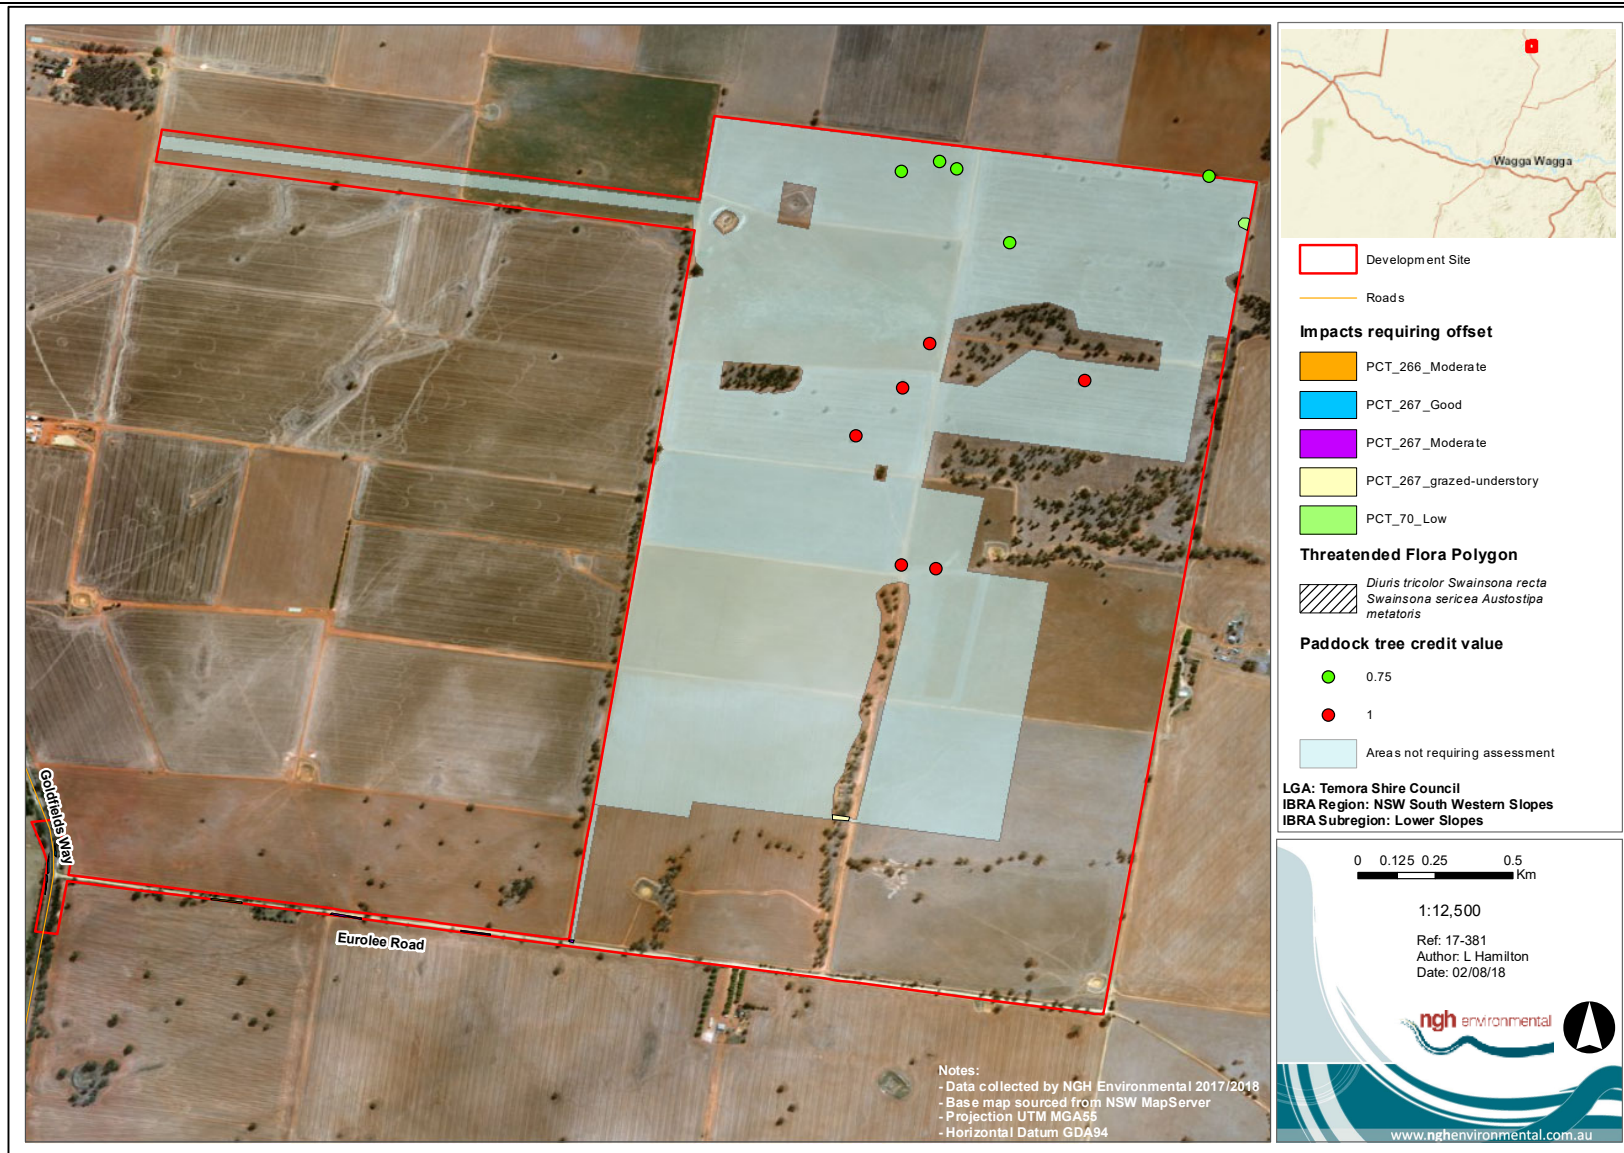 Wagga Wagga
Development Site
Roads
Impacts requiring offset
PCT_266_Moderate
PCT_267_Good
PCT_267_Moderate
PCT_267_grazed-understory
PCT_70_Low
Threatended Flora Polygon
Diuris tricolor Swainsona recta
Swainsona sericea Austostipa
metatoris
Paddock tree credit value
0.75
1
Areas not requiring assessment
LGA: Temora Shire Council
IBRA Region: NSW South Western Slopes
IBRA Subregion: Lower Slopes
0 0.125 0.25 0.5
Km
1:12,500
Ref: 17-381
Author: L Hamilton
Date: 02/08/18
ngh environmental
www.nghenvironmental.com.au
Goldfields Way
Eurolee Road
Notes:
- Data collected by NGH Environmental 2017/2018
- Base map sourced from NSW MapServer
- Projection UTM MGA55
- Horizontal Datum GDA94